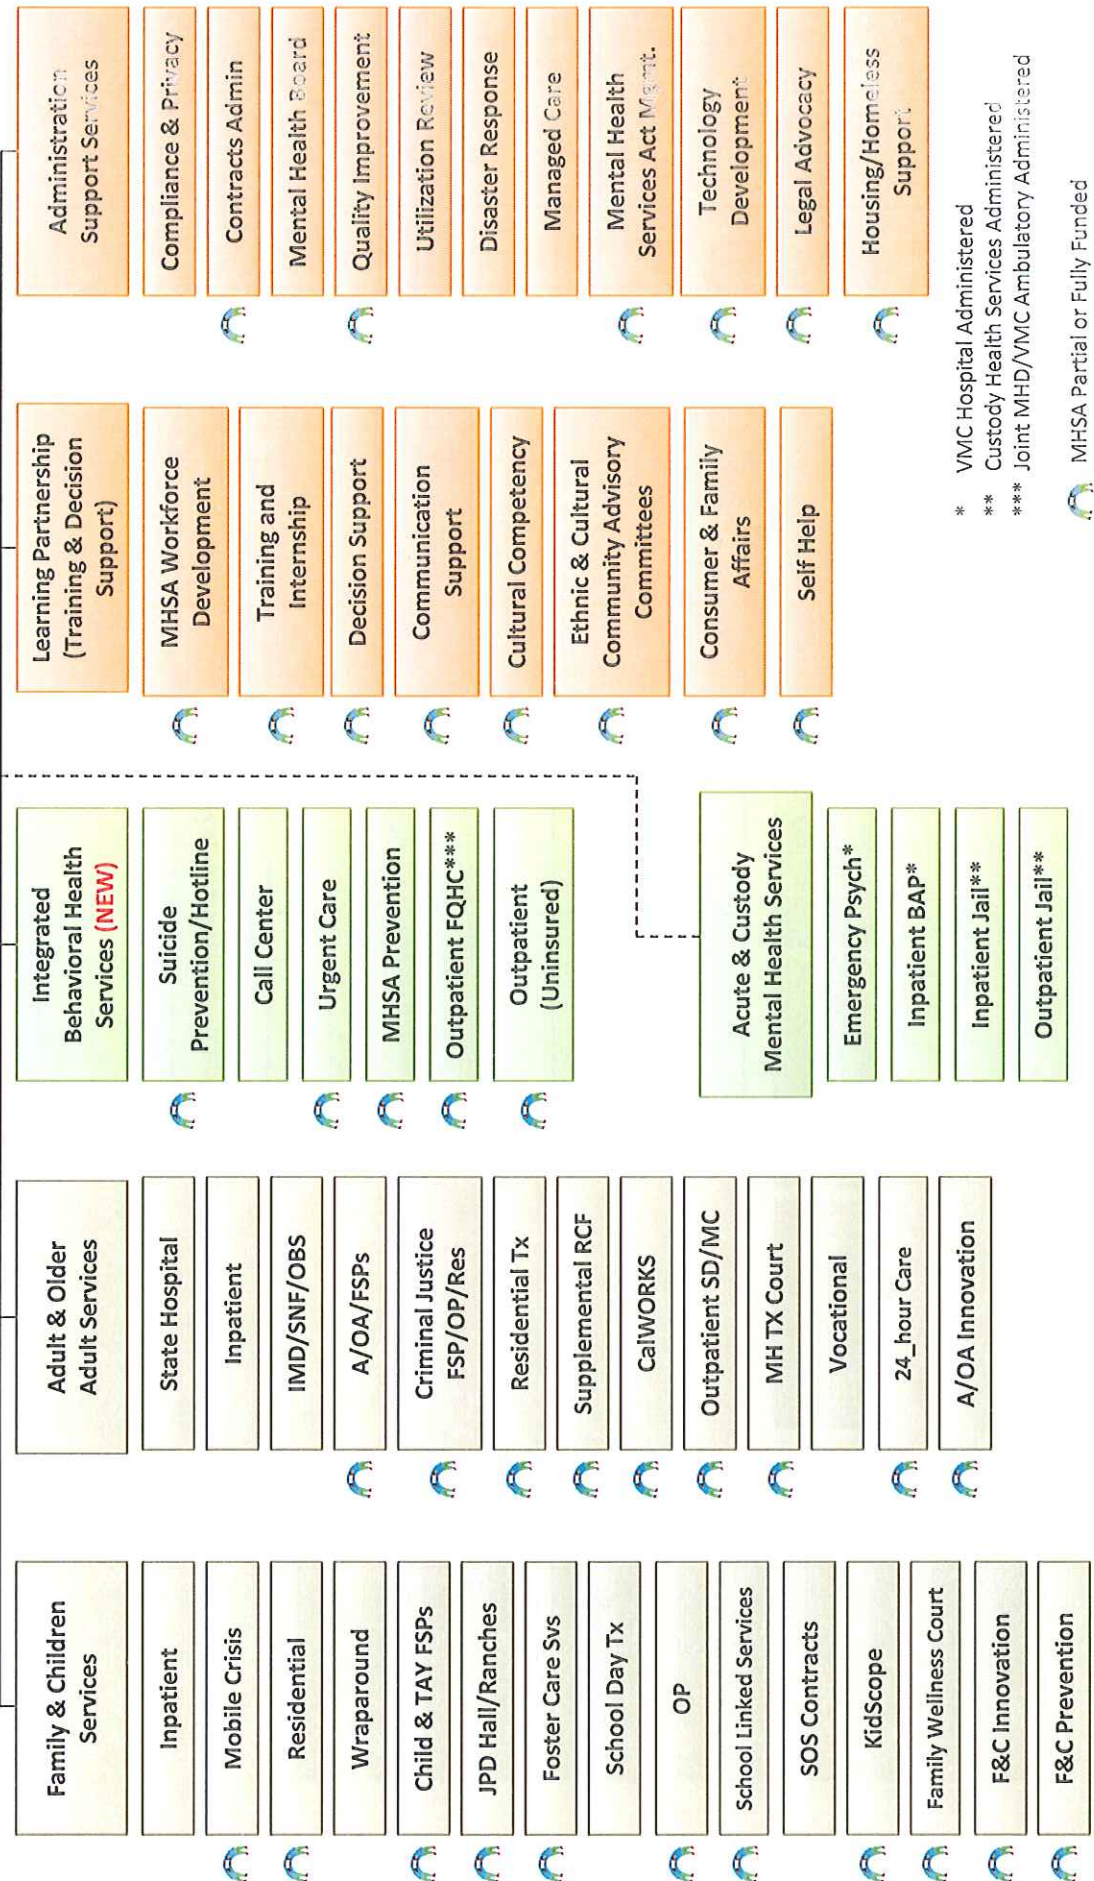 Family & Children
Services
Inpatient
Mobile Crisis
Residential
Wraparound
Child & TAY FSPs
JPD Hall/Ranches
Foster Care Svs
School Day Tx
OP
School Linked Services
SOS Contracts
KidScope
Family Wellness Court
F&C Innovation
F&C Prevention
Adult & Older
Adult Services
State Hospital
Inpatient
IMD/SNF/OBS
A/OA/FSPs
Criminal Justice
FSP/OP/Res
Residential Tx
Supplemental RCF
CalWORKS
Outpatient SD/MC
MH TX Court
Vocational
24_hour Care
A/OA Innovation
Integrated
Behavioral Health
Services (NEW)
Suicide
Prevention/Hotline
Call Center
Urgent Care
MHSA Prevention
Outpatient FQHC***
Outpatient
(Uninsured)
Acute & Custody
Mental Health Services
Emergency Psych*
Inpatient BAP*
Inpatient Jail**
Outpatient Jail**
Learning Partnership
(Training & Decision
Support)
MHSA Workforce
Development
Training and
Internship
Decision Support
Communication
Support
Cultural Competency
Ethnic & Cultural
Community Advisory
Committees
Consumer & Family
Affairs
Self Help
Administration
Support Services
Compliance & Privacy
Contracts Admin
Mental Health Board
Quality Improvement
Utilization Review
Disaster Response
Managed Care
Mental Health
Services Act Mgmt.
Technology
Development
Legal Advocacy
Housing/Homeless
Support
* VMC Hospital Administered
** Custody Health Services Administered
*** Joint MHD/VMC Ambulatory Administered
MHSA Partial or Fully Funded